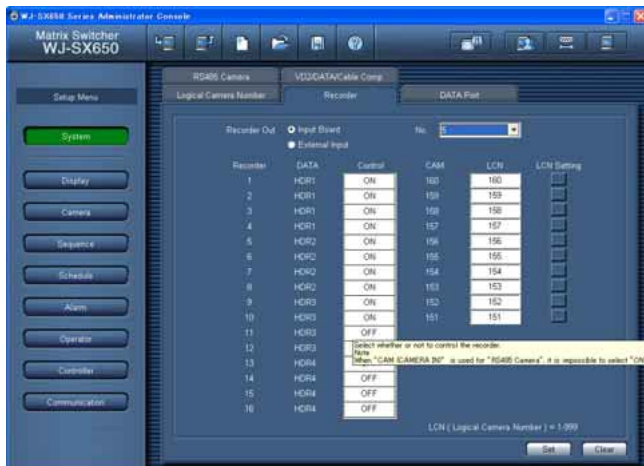 WJ-SX650 Series Administrator Console
Matrix Switcher
WJ-SX650
RS485 Camera
VD3/DATA/Cable Comp
Logical Camera Number
Recorder
DATA Port
Setup Menu
System
Display
Camera
Sequence
Schedule
Alarm
Operator
Controller
Communication
Recorder Out Input Board No. 5
External Input
Recorder DATA Control CAM LCN LCN Setting
1 HDR1 ON 160 160
2 HDR1 ON 159 159
3 HDR1 ON 158 158
4 HDR1 ON 157 157
5 HDR2 ON 156 156
6 HDR2 ON 155 155
7 HDR2 ON 154 154
8 HDR2 ON 153 153
9 HDR3 ON 152 152
10 HDR3 ON 151 151
11 HDR3 OFF
12 HDR3
13 HDR4
14 HDR4 OFF
15 HDR4 OFF
16 HDR4 OFF
Select whether or not to control the recorder.
Note
When "CAM (CAMERA IN)" is used for "RS485 Camera", it is impossible to select "ON
LCN ( Logical Camera Number ) = 1-999
Set Clear